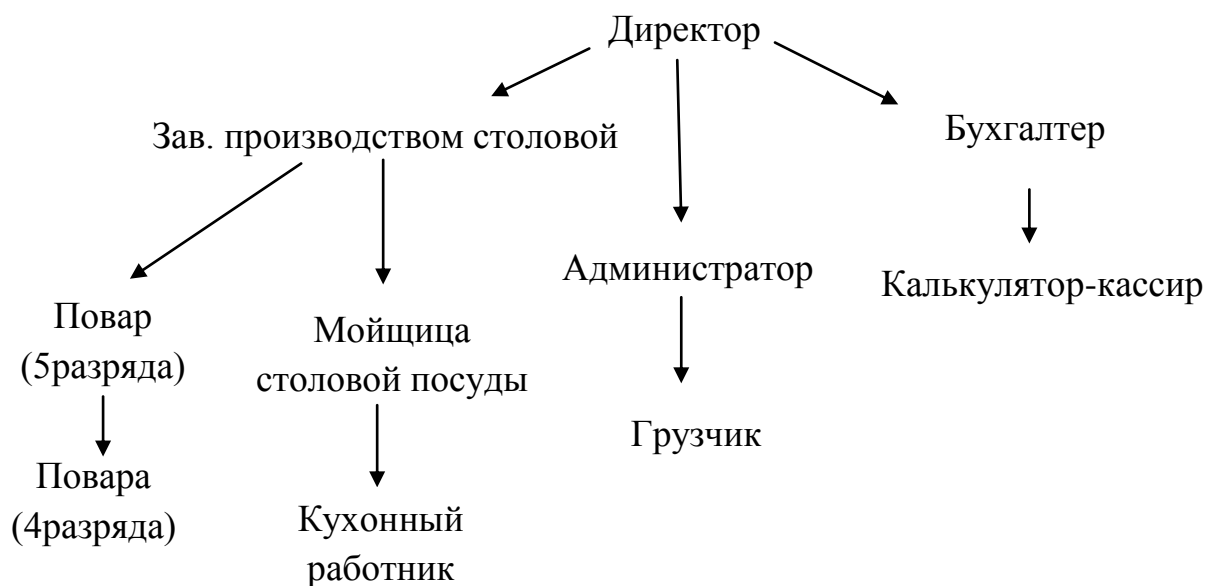 Директор
Зав. производством столовой
Бухгалтер
Администратор
Калькулятор-кассир
Повар
(5разряда)
Мойщица
столовой посуды
Грузчик
Повара
(4разряда)
Кухонный
работник